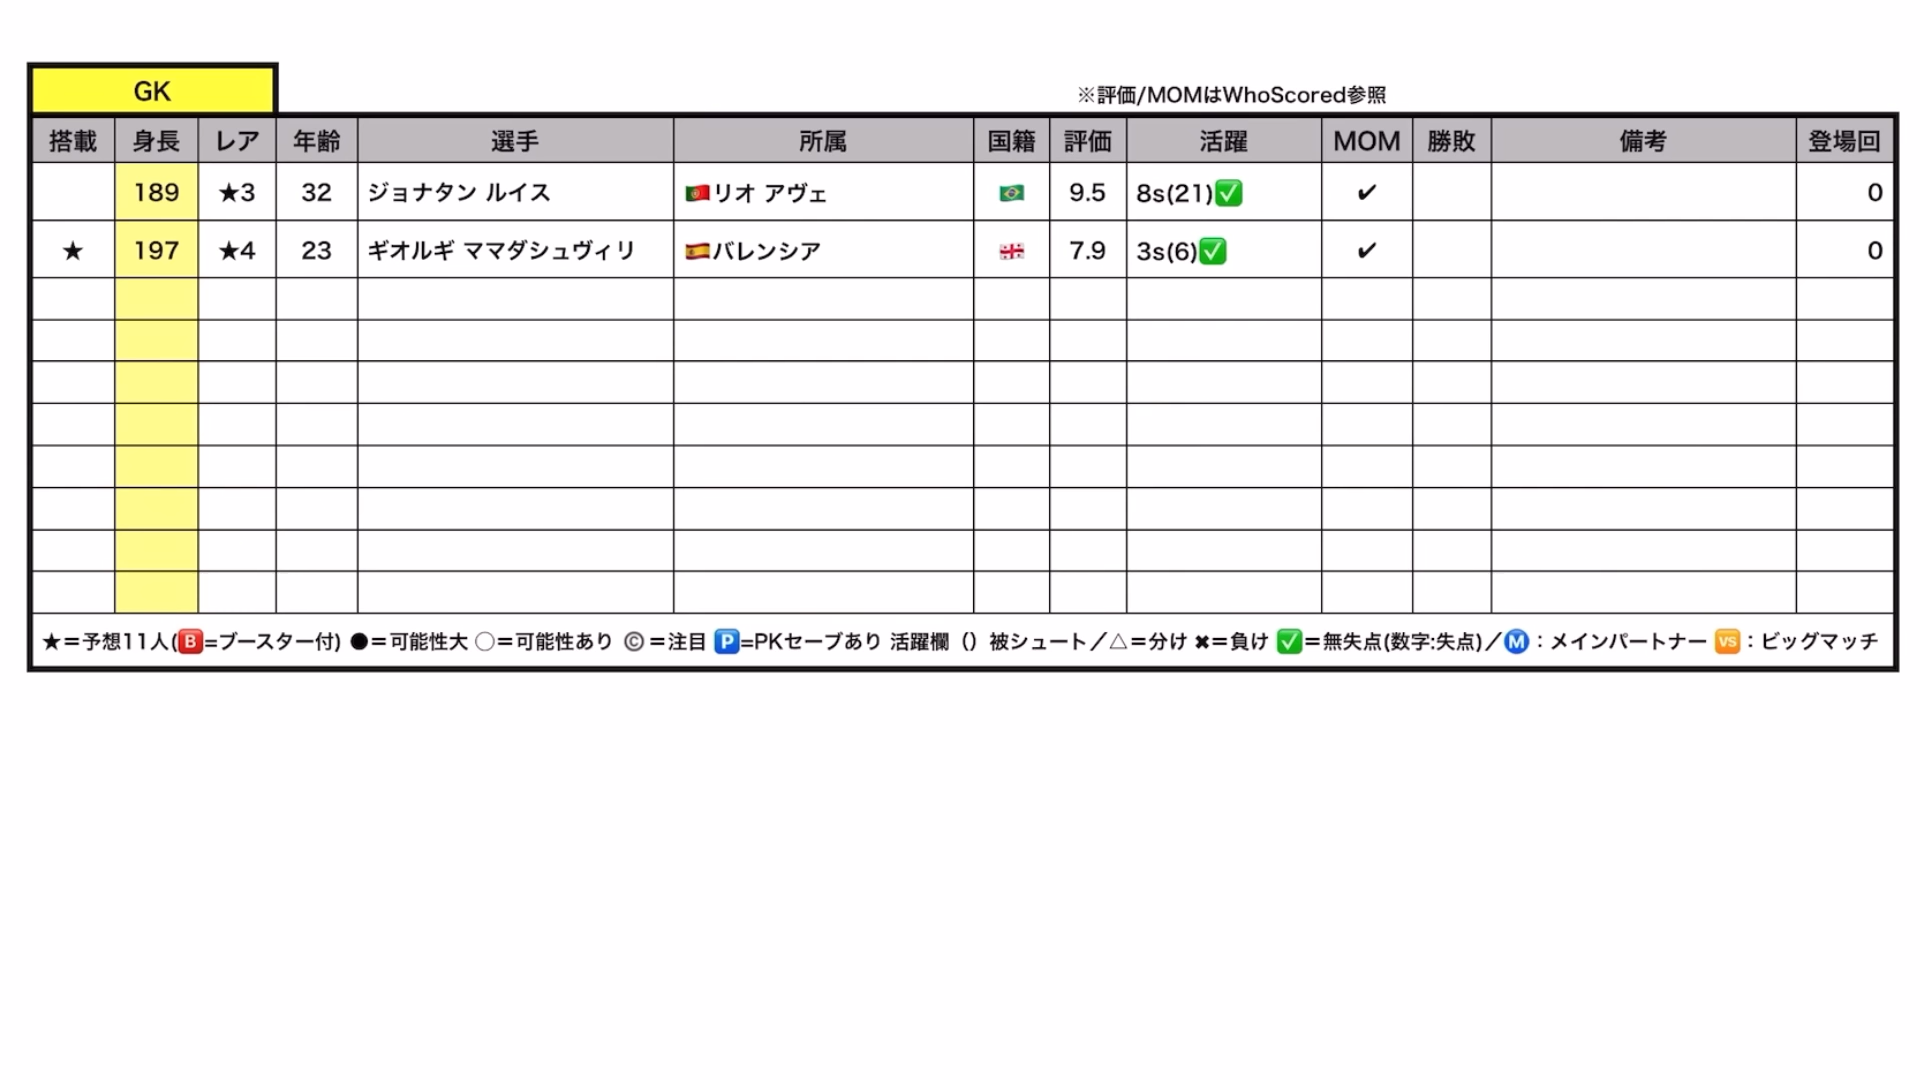 GK
※評価/MOMはWhoScored参照
搭載 身長 レア 年齢 選手 所属 国籍 評価 活躍 MOM 勝敗 備考 登場回
189 ★3 32 ジョナタン ルイス 🇵🇹リオ アヴェ 🇧🇷 9.5 8s(21)✅ ✔ 0
★ 197 ★4 23 ギオルギ ママダシュヴィリ 🇪🇸バレンシア 🇬🇪 7.9 3s(6)✅ ✔ 0
★＝予想11人(🅱=ブースター付) ●＝可能性大 ○＝可能性あり ©＝注目 🅿=PKセーブあり 活躍欄（）被シュート／△＝分け ✖＝負け ✅＝無失点(数字:失点)／Ⓜ：メインパートナー 🆚：ビッグマッチ